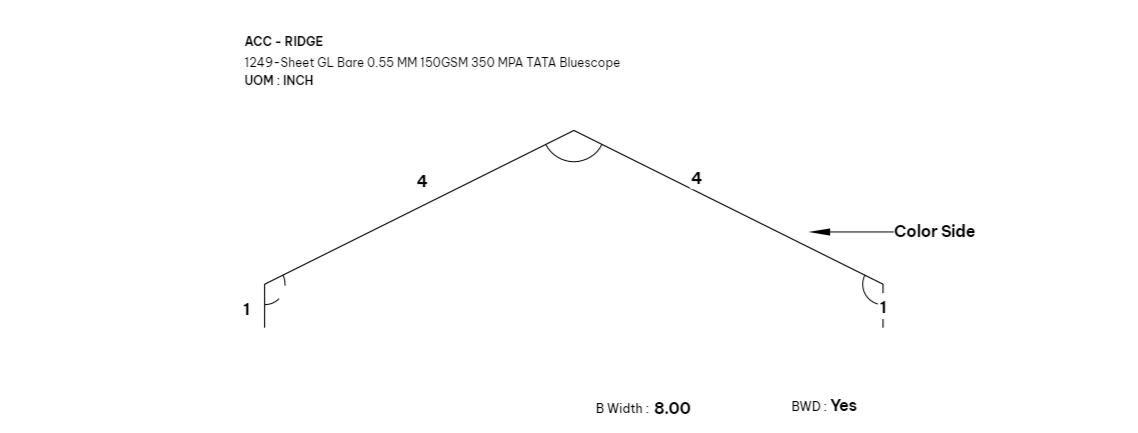 ACC - RIDGE
1249-Sheet GL Bare 0.55 MM 150GSM 350 MPA TATA Bluescope
UOM : INCH
4
4
Color Side
1
1
B Width : 8.00
BWD : Yes